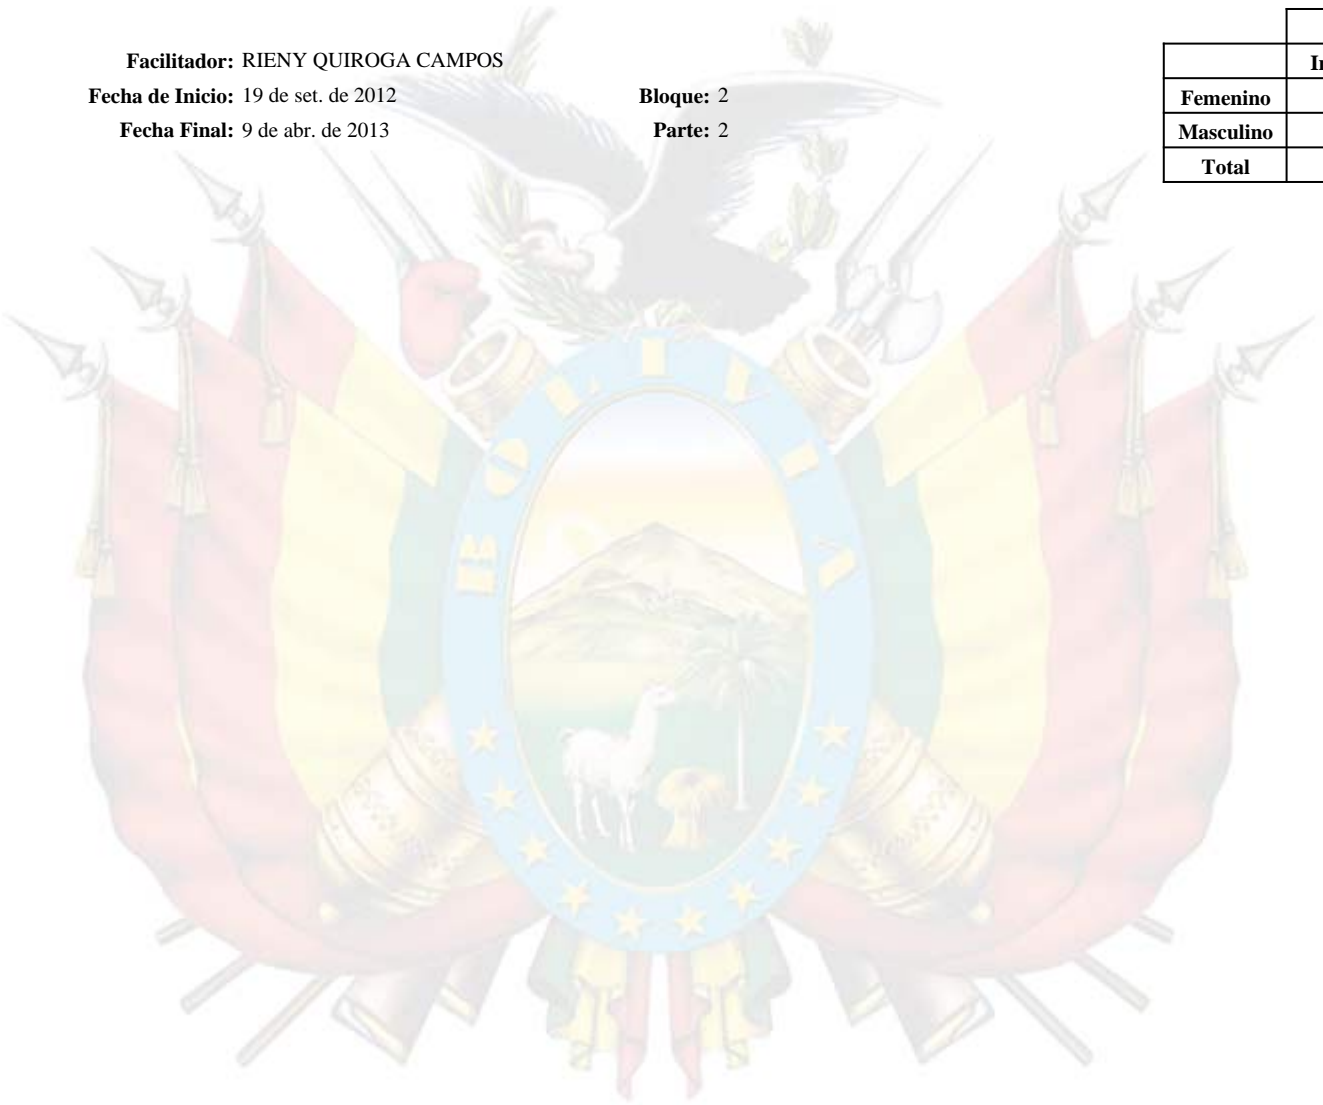 Facilitador: RIENY QUIROGA CAMPOS
Fecha de Inicio: 19 de set. de 2012 Bloque: 2
Fecha Final: 9 de abr. de 2013 Parte: 2
Femenino
Masculino
Total
BOLIVIA